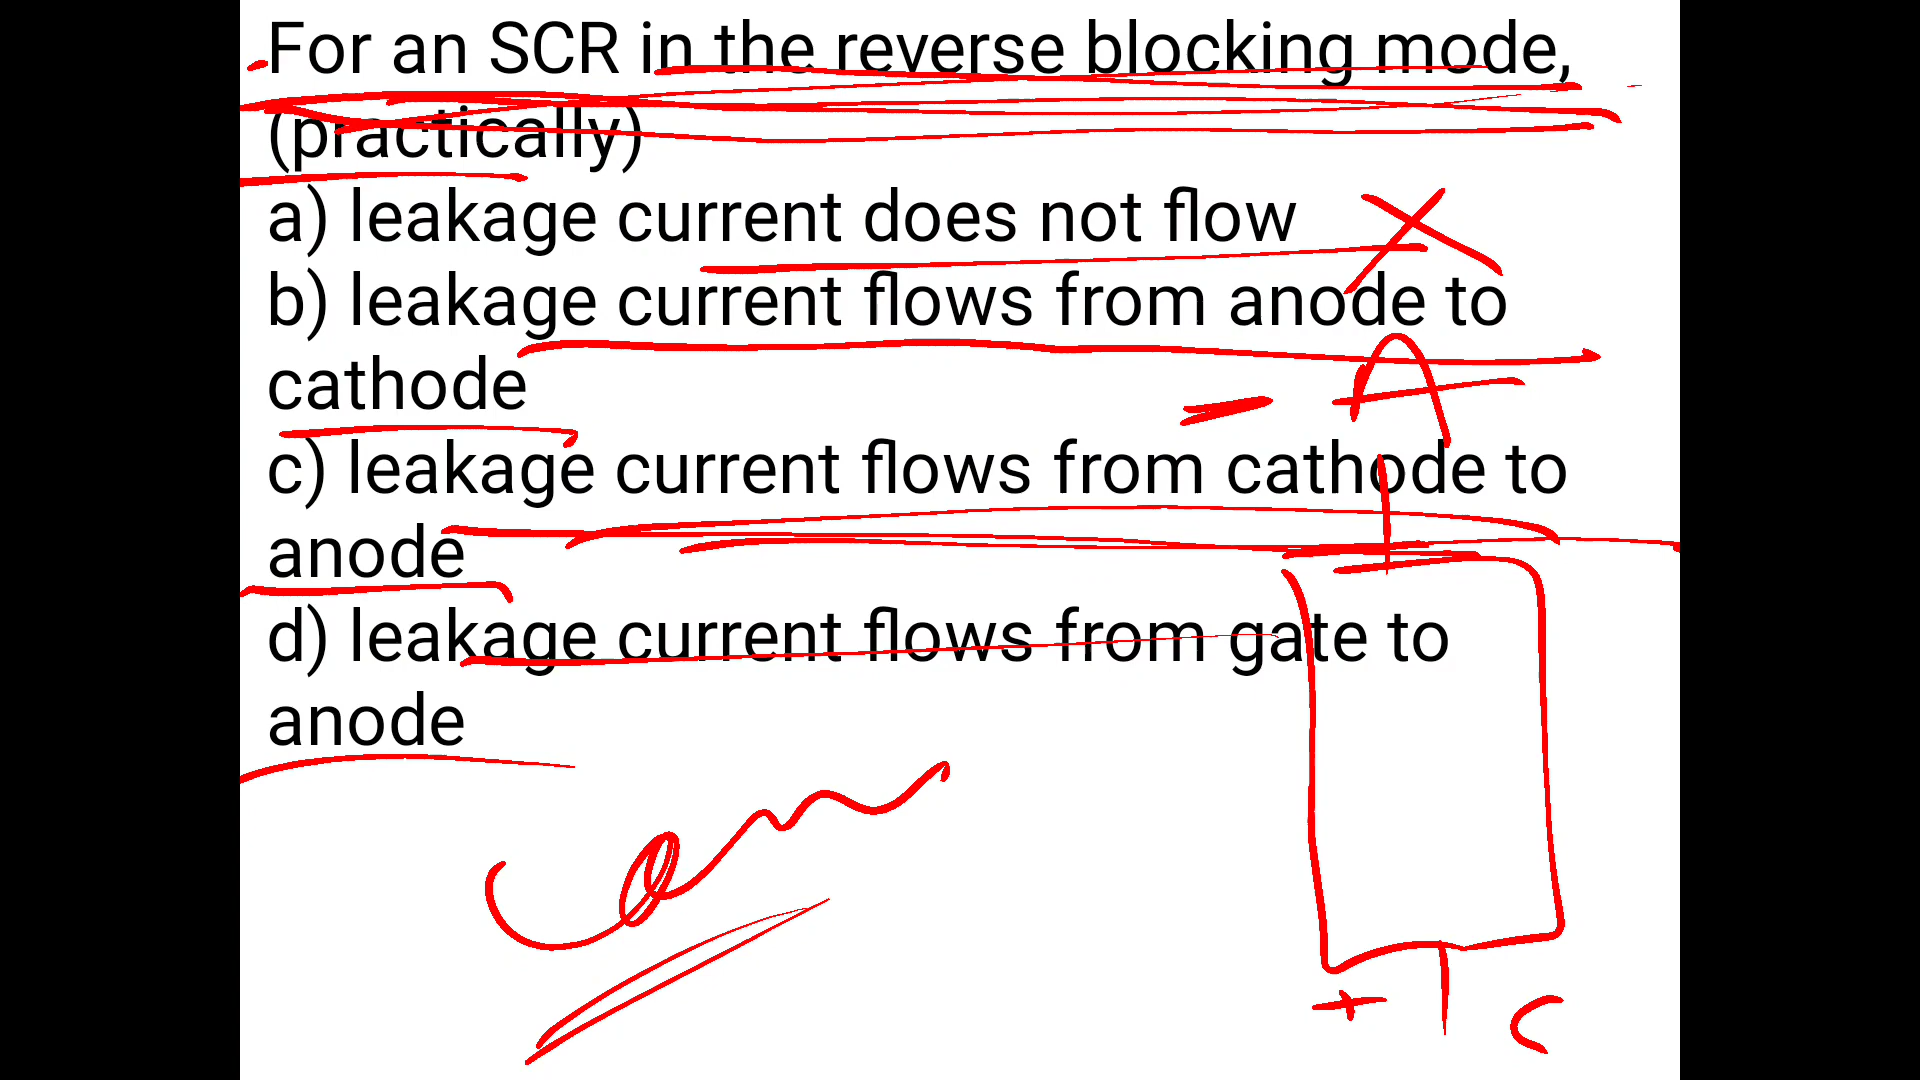 For an SCR in the reverse blocking mode,
(practically)
a) leakage current does not flow
b) leakage current flows from anode to
cathode
- A
c) leakage current flows from cathode to
anode
d) leakage current flows from gate to
anode
+ C